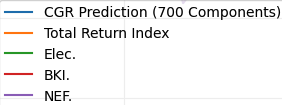 CGR Prediction (700 Components)
Total Return Index
Elec.
BKI.
NEF.